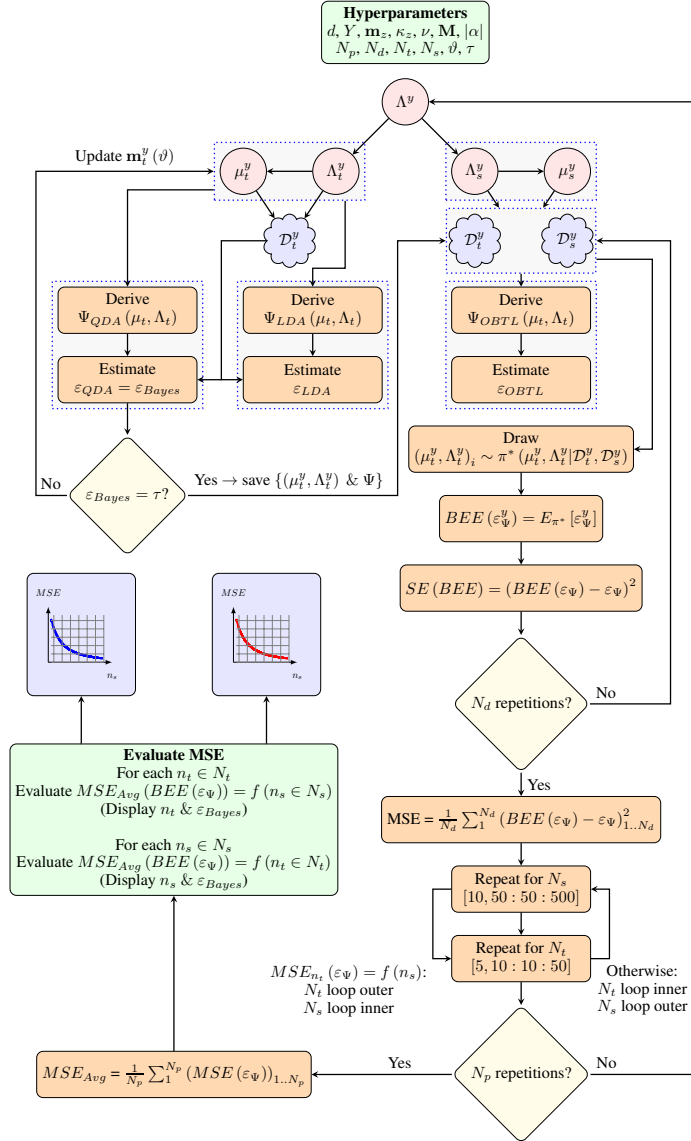 Hyperparameters
d, Y, m_z, κ_z, ν, M, |α|
N_p, N_d, N_t, N_s, ϑ, τ
Λ^y
Update m_t^y (ϑ)
μ_t^y
Λ_t^y
Λ_s^y
μ_s^y
D_t^y
D_t^y
D_s^y
Derive
Ψ_QDA (μ_t, Λ_t)
Derive
Ψ_LDA (μ_t, Λ_t)
Derive
Ψ_OBTL (μ_t, Λ_t)
Estimate
ε_QDA = ε_Bayes
Estimate
ε_LDA
Estimate
ε_OBTL
Draw
(μ_t^y, Λ_t^y)_i ∼ π* (μ_t^y, Λ_t^y|D_t^y, D_s^y)
No
ε_Bayes = τ?
Yes → save {(μ_t^y, Λ_t^y) & Ψ}
BEE (ε_Ψ^y) = E_π* [ε_Ψ^y]
SE (BEE) = (BEE (ε_Ψ) − ε_Ψ)^2
MSE
n_s
MSE
n_s
N_d repetitions?
No
Yes
Evaluate MSE
For each n_t ∈ N_t
Evaluate MSE_Avg (BEE (ε_Ψ)) = f (n_s ∈ N_s)
(Display n_t & ε_Bayes)
For each n_s ∈ N_s
Evaluate MSE_Avg (BEE (ε_Ψ)) = f (n_t ∈ N_t)
(Display n_s & ε_Bayes)
MSE = 1/N_d ∑_1^N_d (BEE (ε_Ψ) − ε_Ψ)^2_1..N_d
Repeat for N_s
[10, 50 : 50 : 500]
Repeat for N_t
[5, 10 : 10 : 50]
MSE_n_t (ε_Ψ) = f (n_s):
N_t loop outer
N_s loop inner
Otherwise:
N_t loop inner
N_s loop outer
MSE_Avg = 1/N_p ∑_1^N_p (MSE (ε_Ψ))_1..N_p
Yes
N_p repetitions?
No